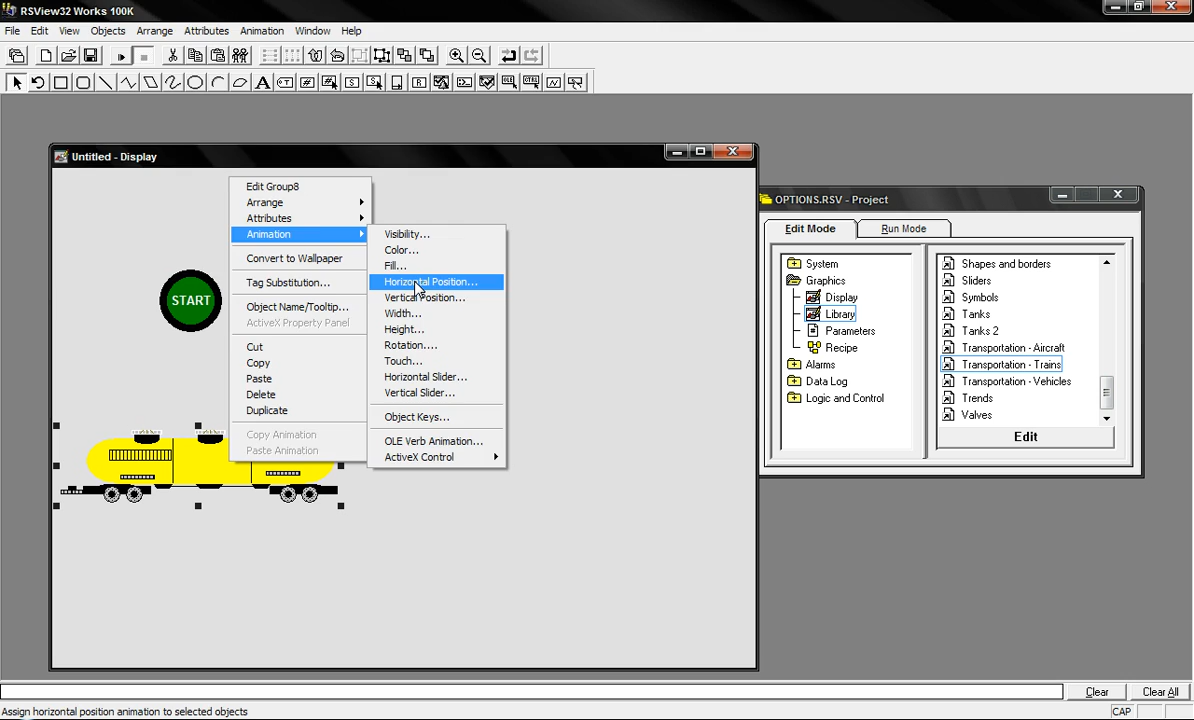 RSView32 Works 100K
File Edit View Objects Arrange Attributes Animation Window Help
Untitled - Display
Edit Group8
Arrange
Attributes
Animation
Convert to Wallpaper
Tag Substitution...
Object Name/Tooltip...
ActiveX Property Panel
Cut
Copy
Paste
Delete
Duplicate
Copy Animation
Paste Animation
Visibility...
Color...
Fill...
Horizontal Position...
Vertical Position...
Width...
Height...
Rotation....
Touch...
Horizontal Slider...
Vertical Slider...
Object Keys...
OLE Verb Animation...
ActiveX Control
START
OPTIONS.RSV - Project
Edit Mode Run Mode
System
Graphics
Display
Library
Parameters
Recipe
Alarms
Data Log
Logic and Control
Shapes and borders
Sliders
Symbols
Tanks
Tanks 2
Transportation - Aircraft
Transportation - Trains
Transportation - Vehicles
Trends
Valves
Edit
Clear Clear All
Assign horizontal position animation to selected objects CAP